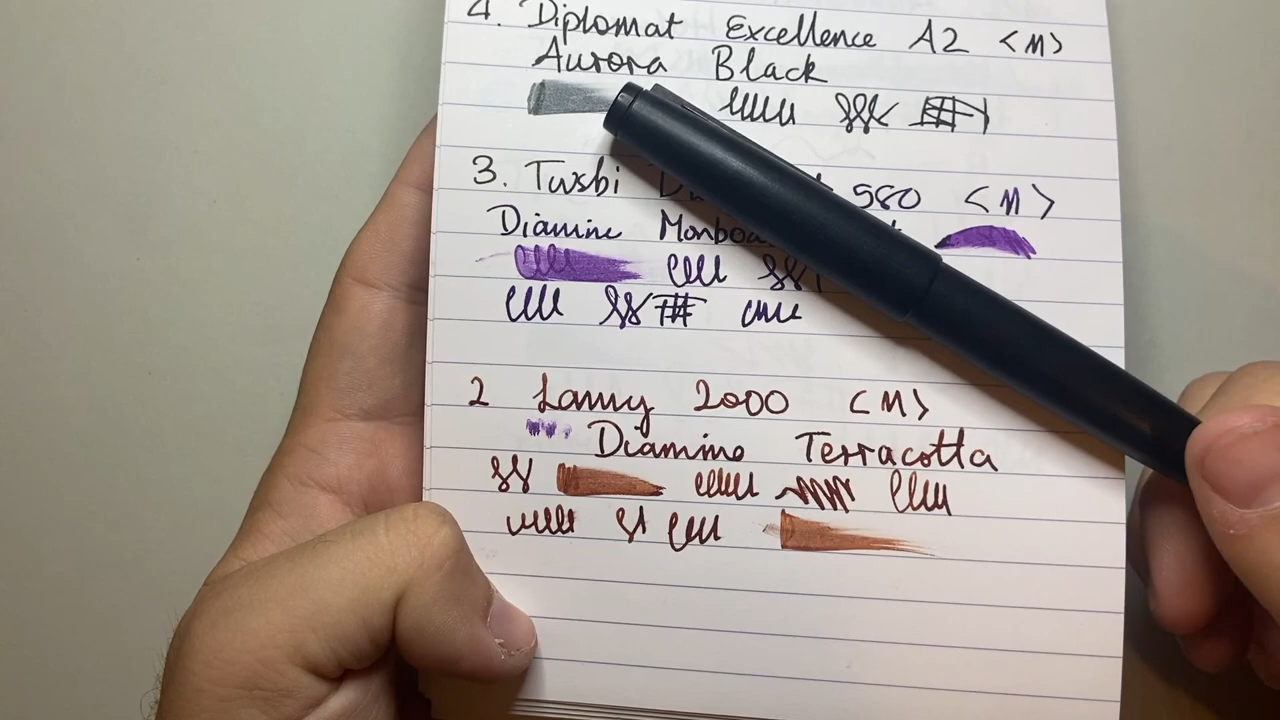 4. Diplomat Excellence A2 <M>
Aurora Black
3. Twsbi 580 <M>
Diamine
2 Lamy 2000 <M>
Diamine Terracotta